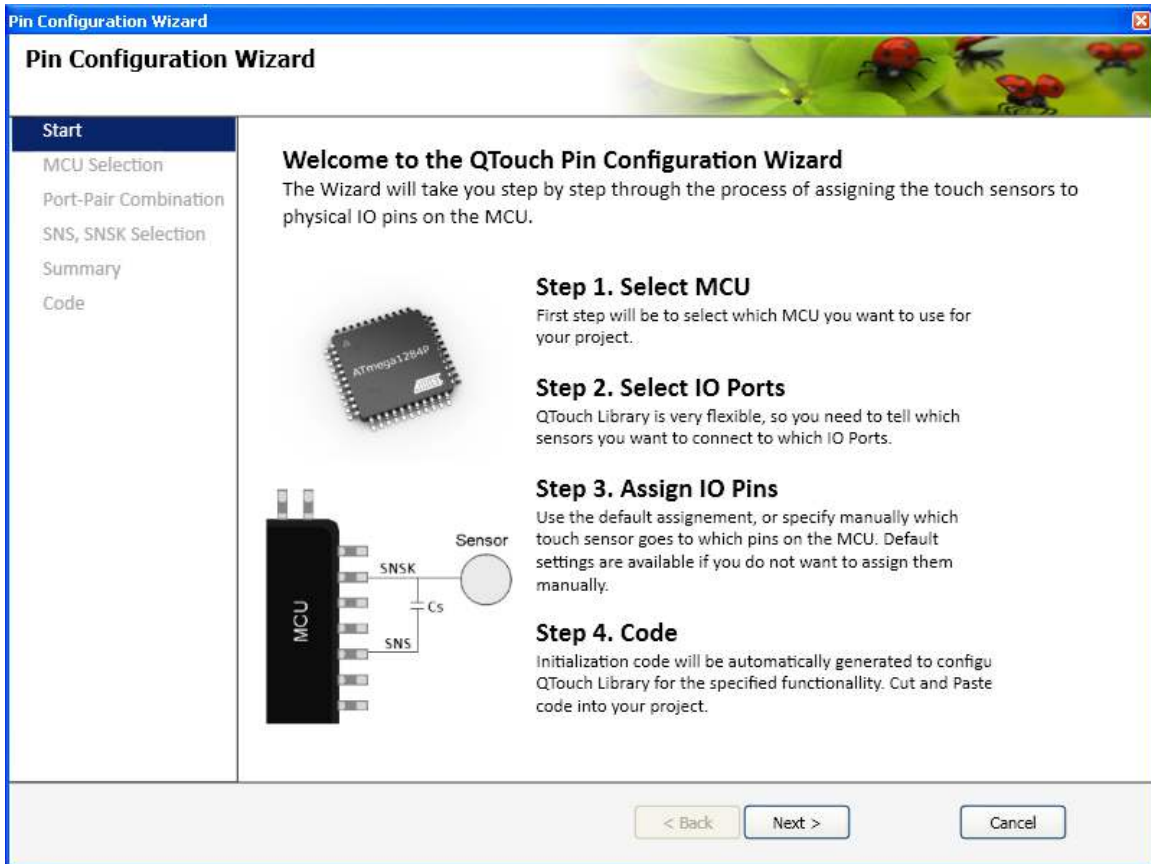 Pin Configuration Wizard
Pin Configuration Wizard
Start
MCU Selection
Port-Pair Combination
SNS, SNSK Selection
Summary
Code
Welcome to the QTouch Pin Configuration Wizard
The Wizard will take you step by step through the process of assigning the touch sensors to
physical IO pins on the MCU.
ATmega1284P
Step 1. Select MCU
First step will be to select which MCU you want to use for
your project.
Step 2. Select IO Ports
QTouch Library is very flexible, so you need to tell which
sensors you want to connect to which IO Ports.
MCU
SNSK
Sensor
Cs
SNS
Step 3. Assign IO Pins
Use the default assignement, or specify manually which
touch sensor goes to which pins on the MCU. Default
settings are available if you do not want to assign them
manually.
Step 4. Code
Initialization code will be automatically generated to configu
QTouch Library for the specified functionallity. Cut and Paste
code into your project.
< Back
Next >
Cancel